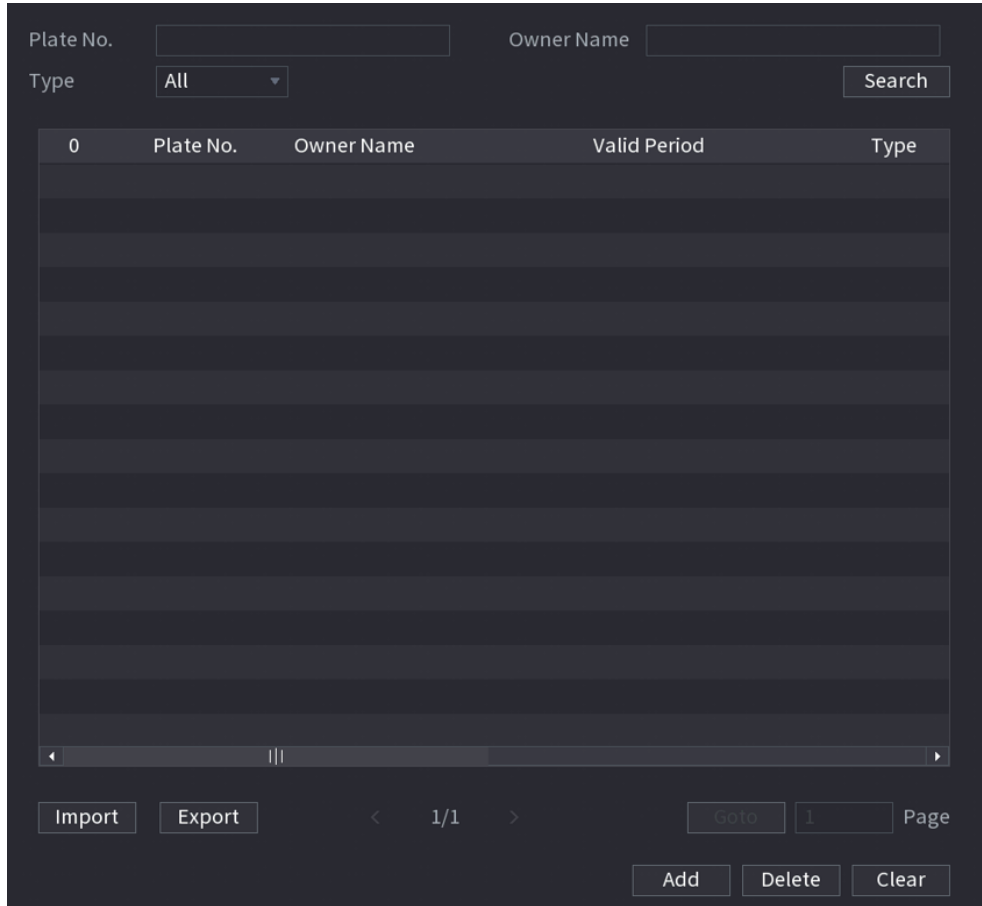 Plate No. Owner Name
Type All Search
0 Plate No. Owner Name Valid Period Type
Import Export < 1/1 > Goto 1 Page
Add Delete Clear